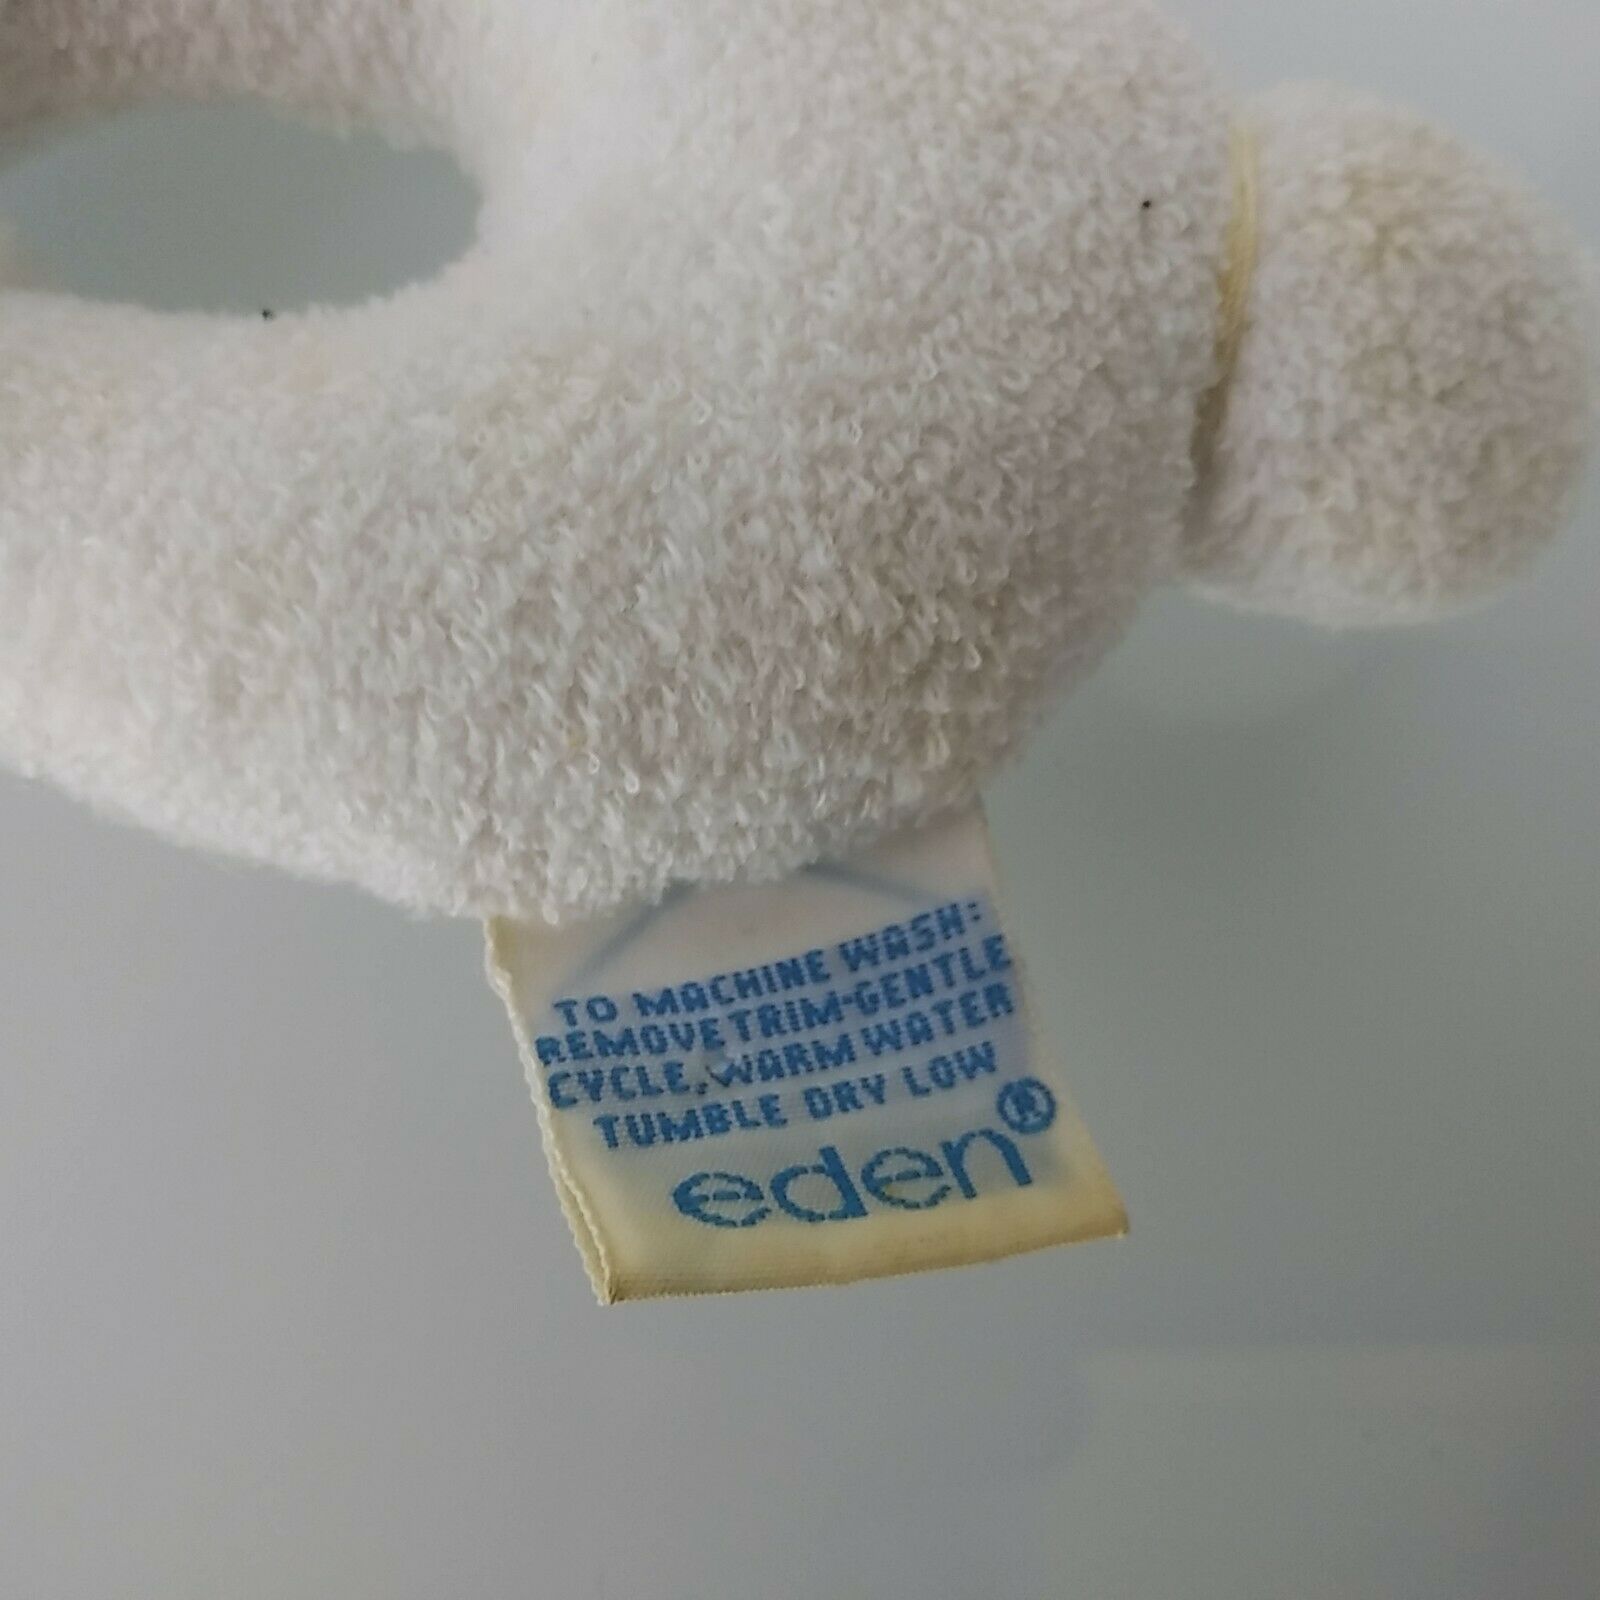 TO MACHINE WASH:
REMOVE TRIM-GENTLE
CYCLE, WARM WATER
TUMBLE DRY LOW
eden®